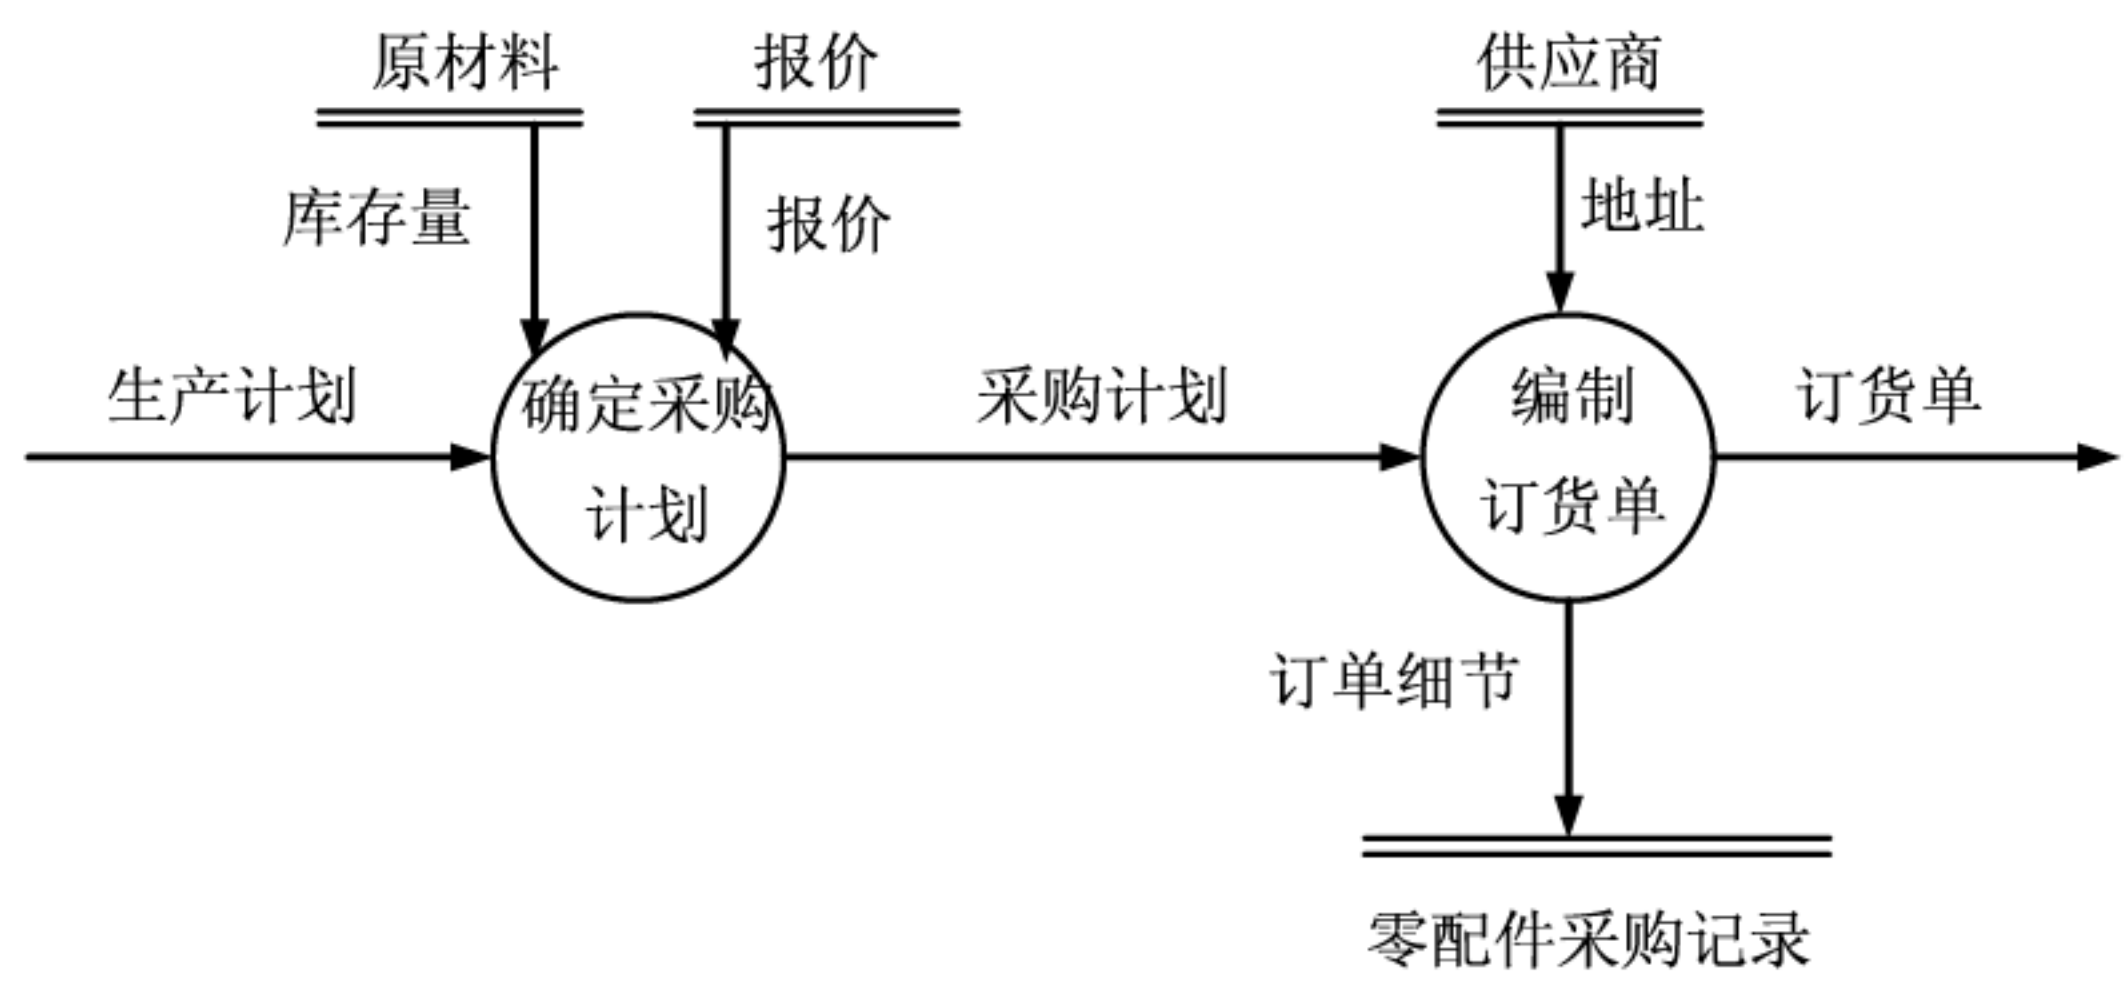 原材料
报价
供应商
库存量
报价
地址
生产计划
确定采购
计划
采购计划
编制
订货单
订货单
订单细节
零配件采购记录